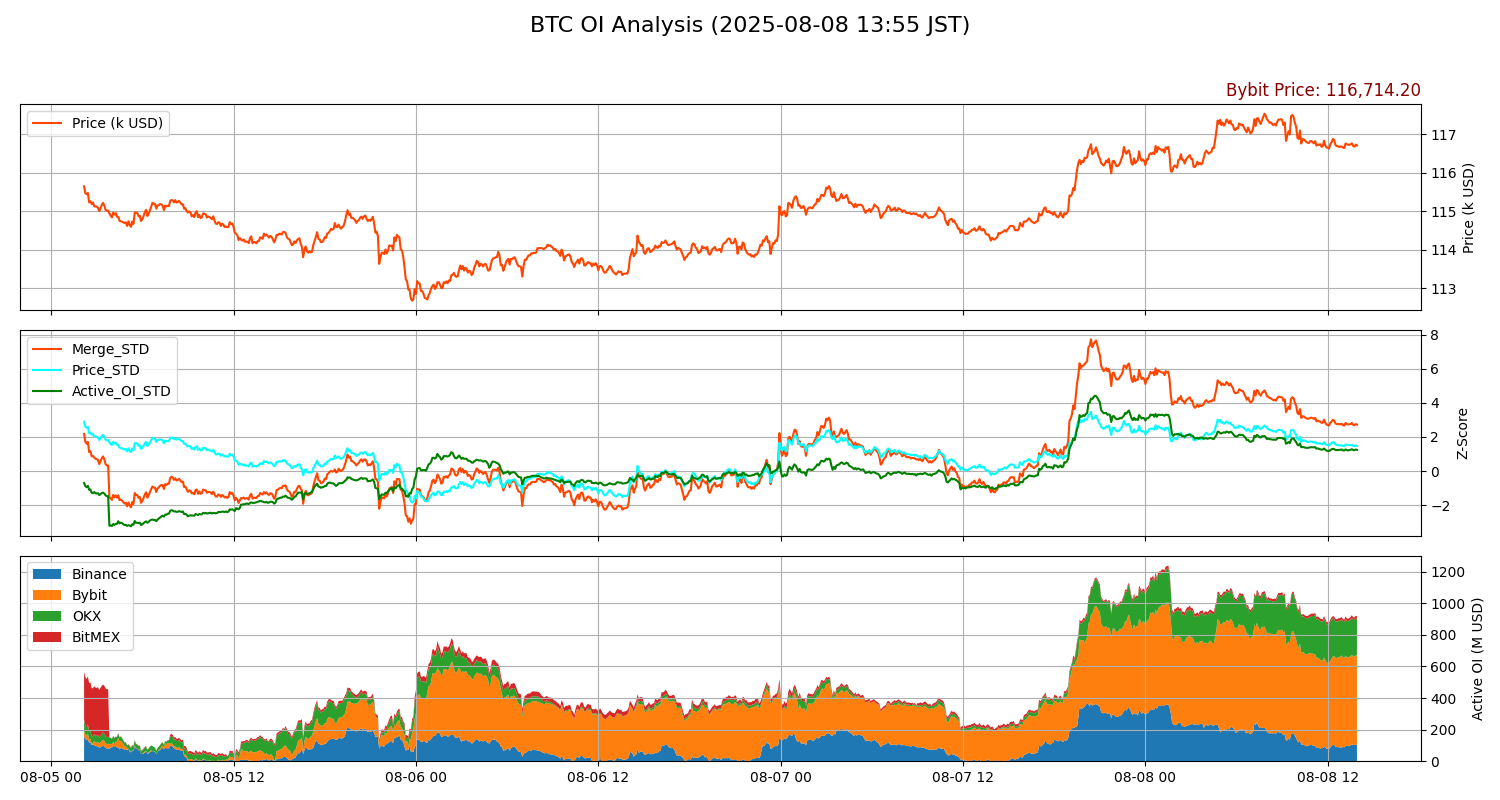 BTC OI Analysis (2025-08-08 13:55 JST)
Bybit Price: 116,714.20
Price (k USD)
117
116
115
114
113
Price (k USD)
Merge_STD
Price_STD
Active_OI_STD
8
6
4
2
0
−2
Z-Score
Binance
Bybit
OKX
BitMEX
1200
1000
800
600
400
200
0
Active OI (M USD)
08-05 00 08-05 12 08-06 00 08-06 12 08-07 00 08-07 12 08-08 00 08-08 12